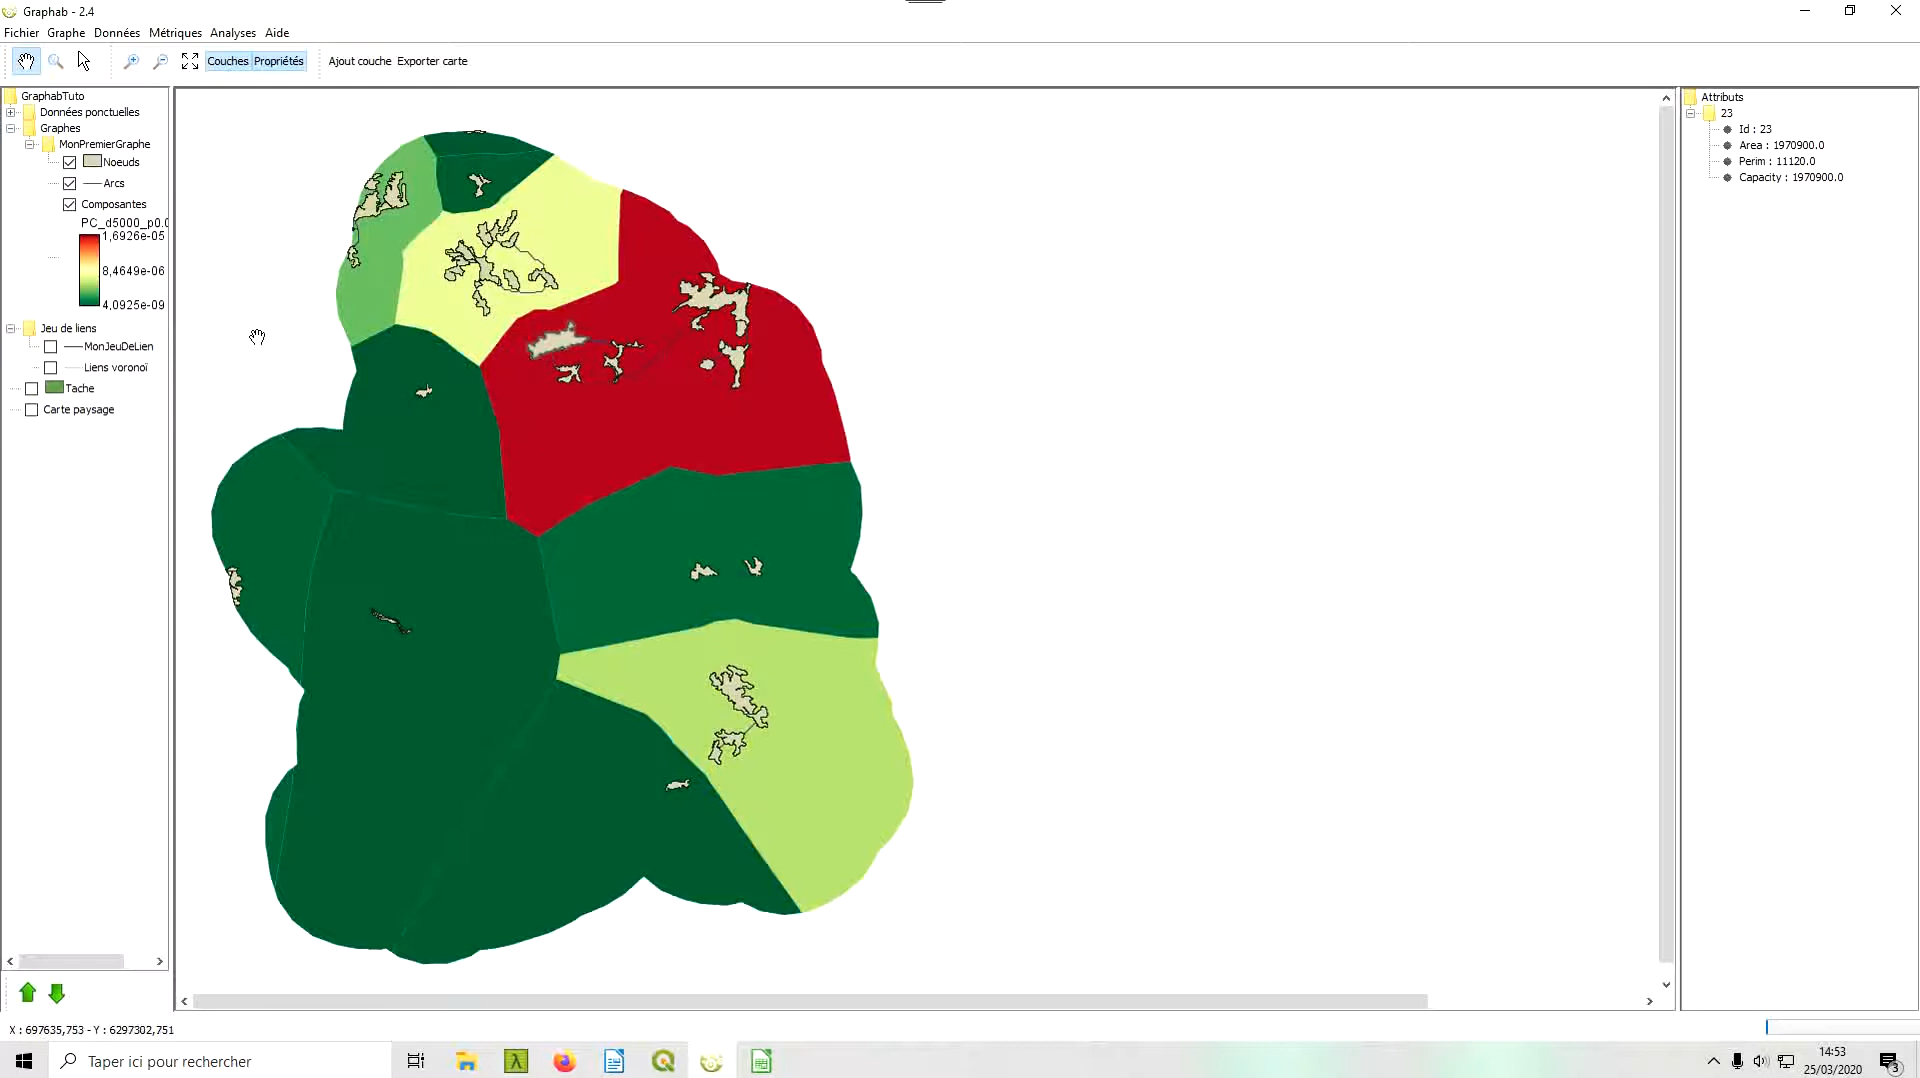 Graphab - 2.4
Fichier Graphe Données Métriques Analyses Aide
Couches Propriétés Ajout couche Exporter carte
GraphabTuto
Données ponctuelles
Graphes
MonPremierGraphe
Noeuds
Arcs
Composantes
PC_d5000_p0.0
1,6926e-05
8,4649e-06
4,0925e-09
Jeu de liens
MonJeuDeLien
Liens voronoï
Tache
Carte paysage
Attributs
23
Id : 23
Area : 1970900.0
Perim : 11120.0
Capacity : 1970900.0
X : 697635,753 - Y : 6297302,751
Taper ici pour rechercher
14:53
25/03/2020
3